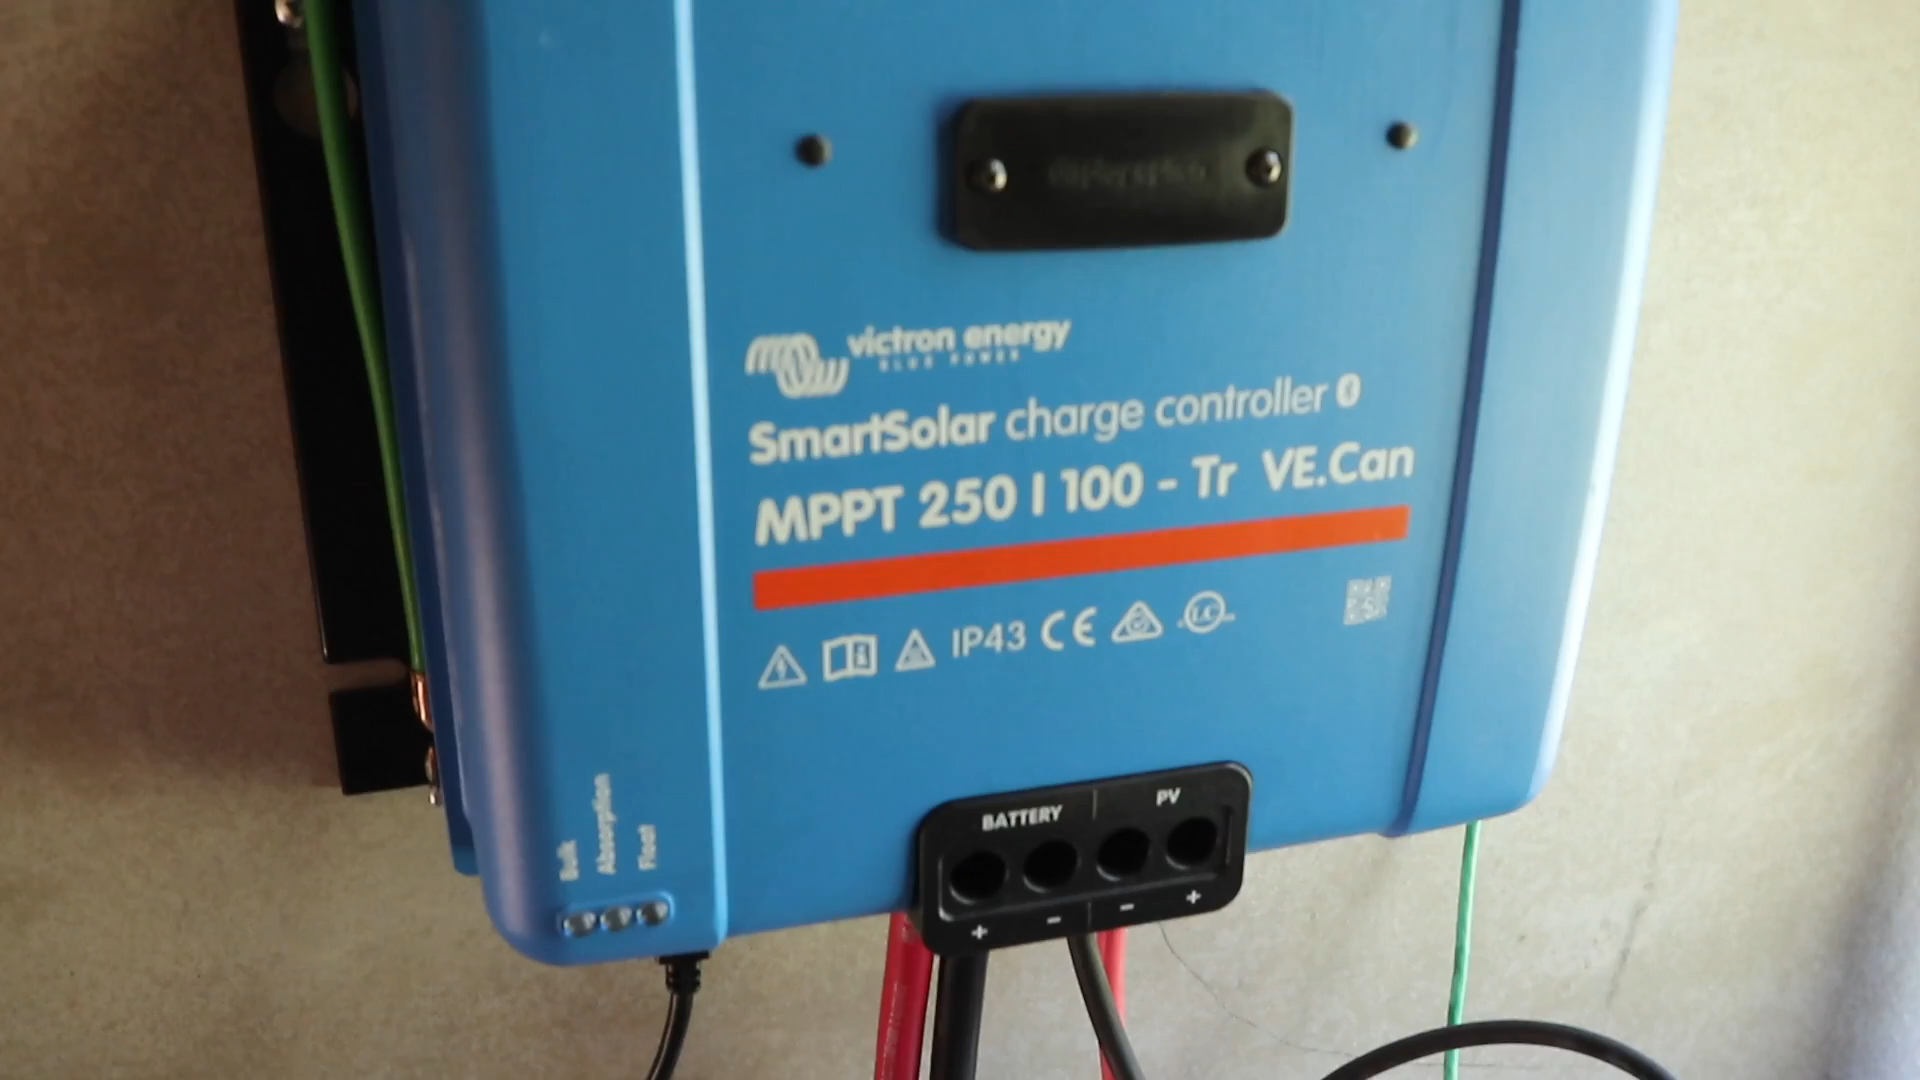 victron energy
BLUE POWER
SmartSolar charge controller
MPPT 250 | 100 - Tr VE.Can
IP43 CE
Bulk
Absorption
Float
BATTERY PV
+ - - +